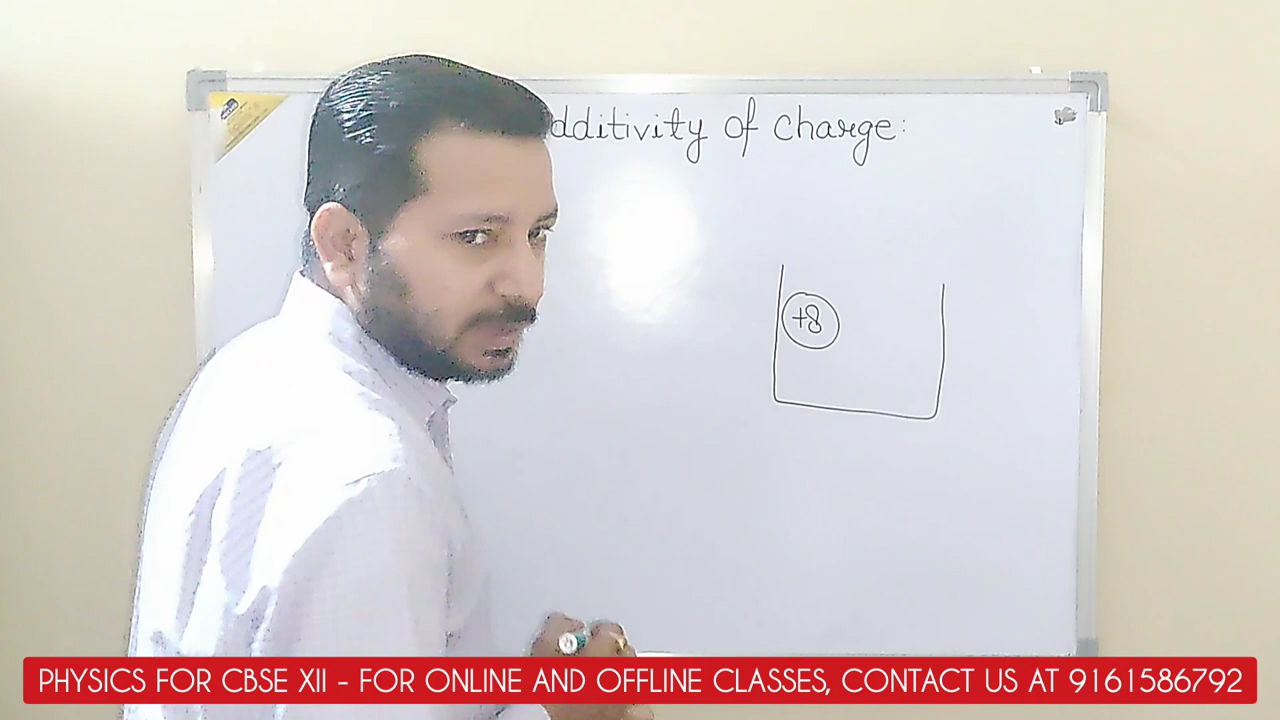 dditivity of charge:
+8
PHYSICS FOR CBSE XII - FOR ONLINE AND OFFLINE CLASSES, CONTACT US AT 9161586792